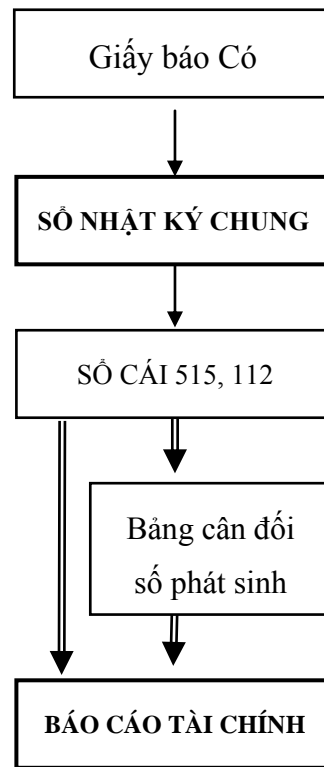 Giấy báo Có
SỔ NHẬT KÝ CHUNG
SỔ CÁI 515, 112
Bảng cân đối
số phát sinh
BÁO CÁO TÀI CHÍNH